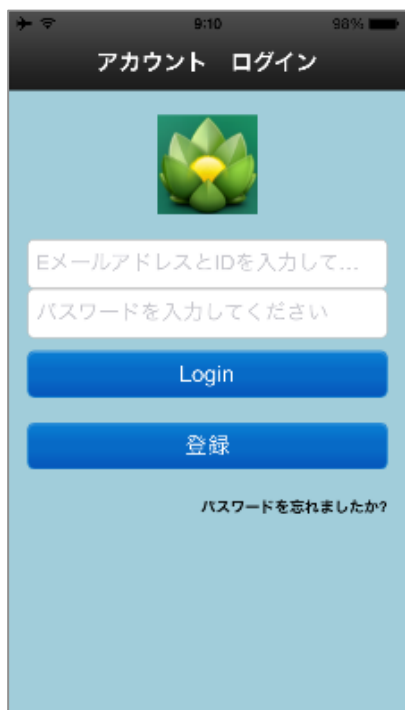 9:10
98%
アカウント　ログイン
Eメールアドレスと​IDを入力して...
パスワードを入力してください
Login
登録
パスワードを忘れましたか?